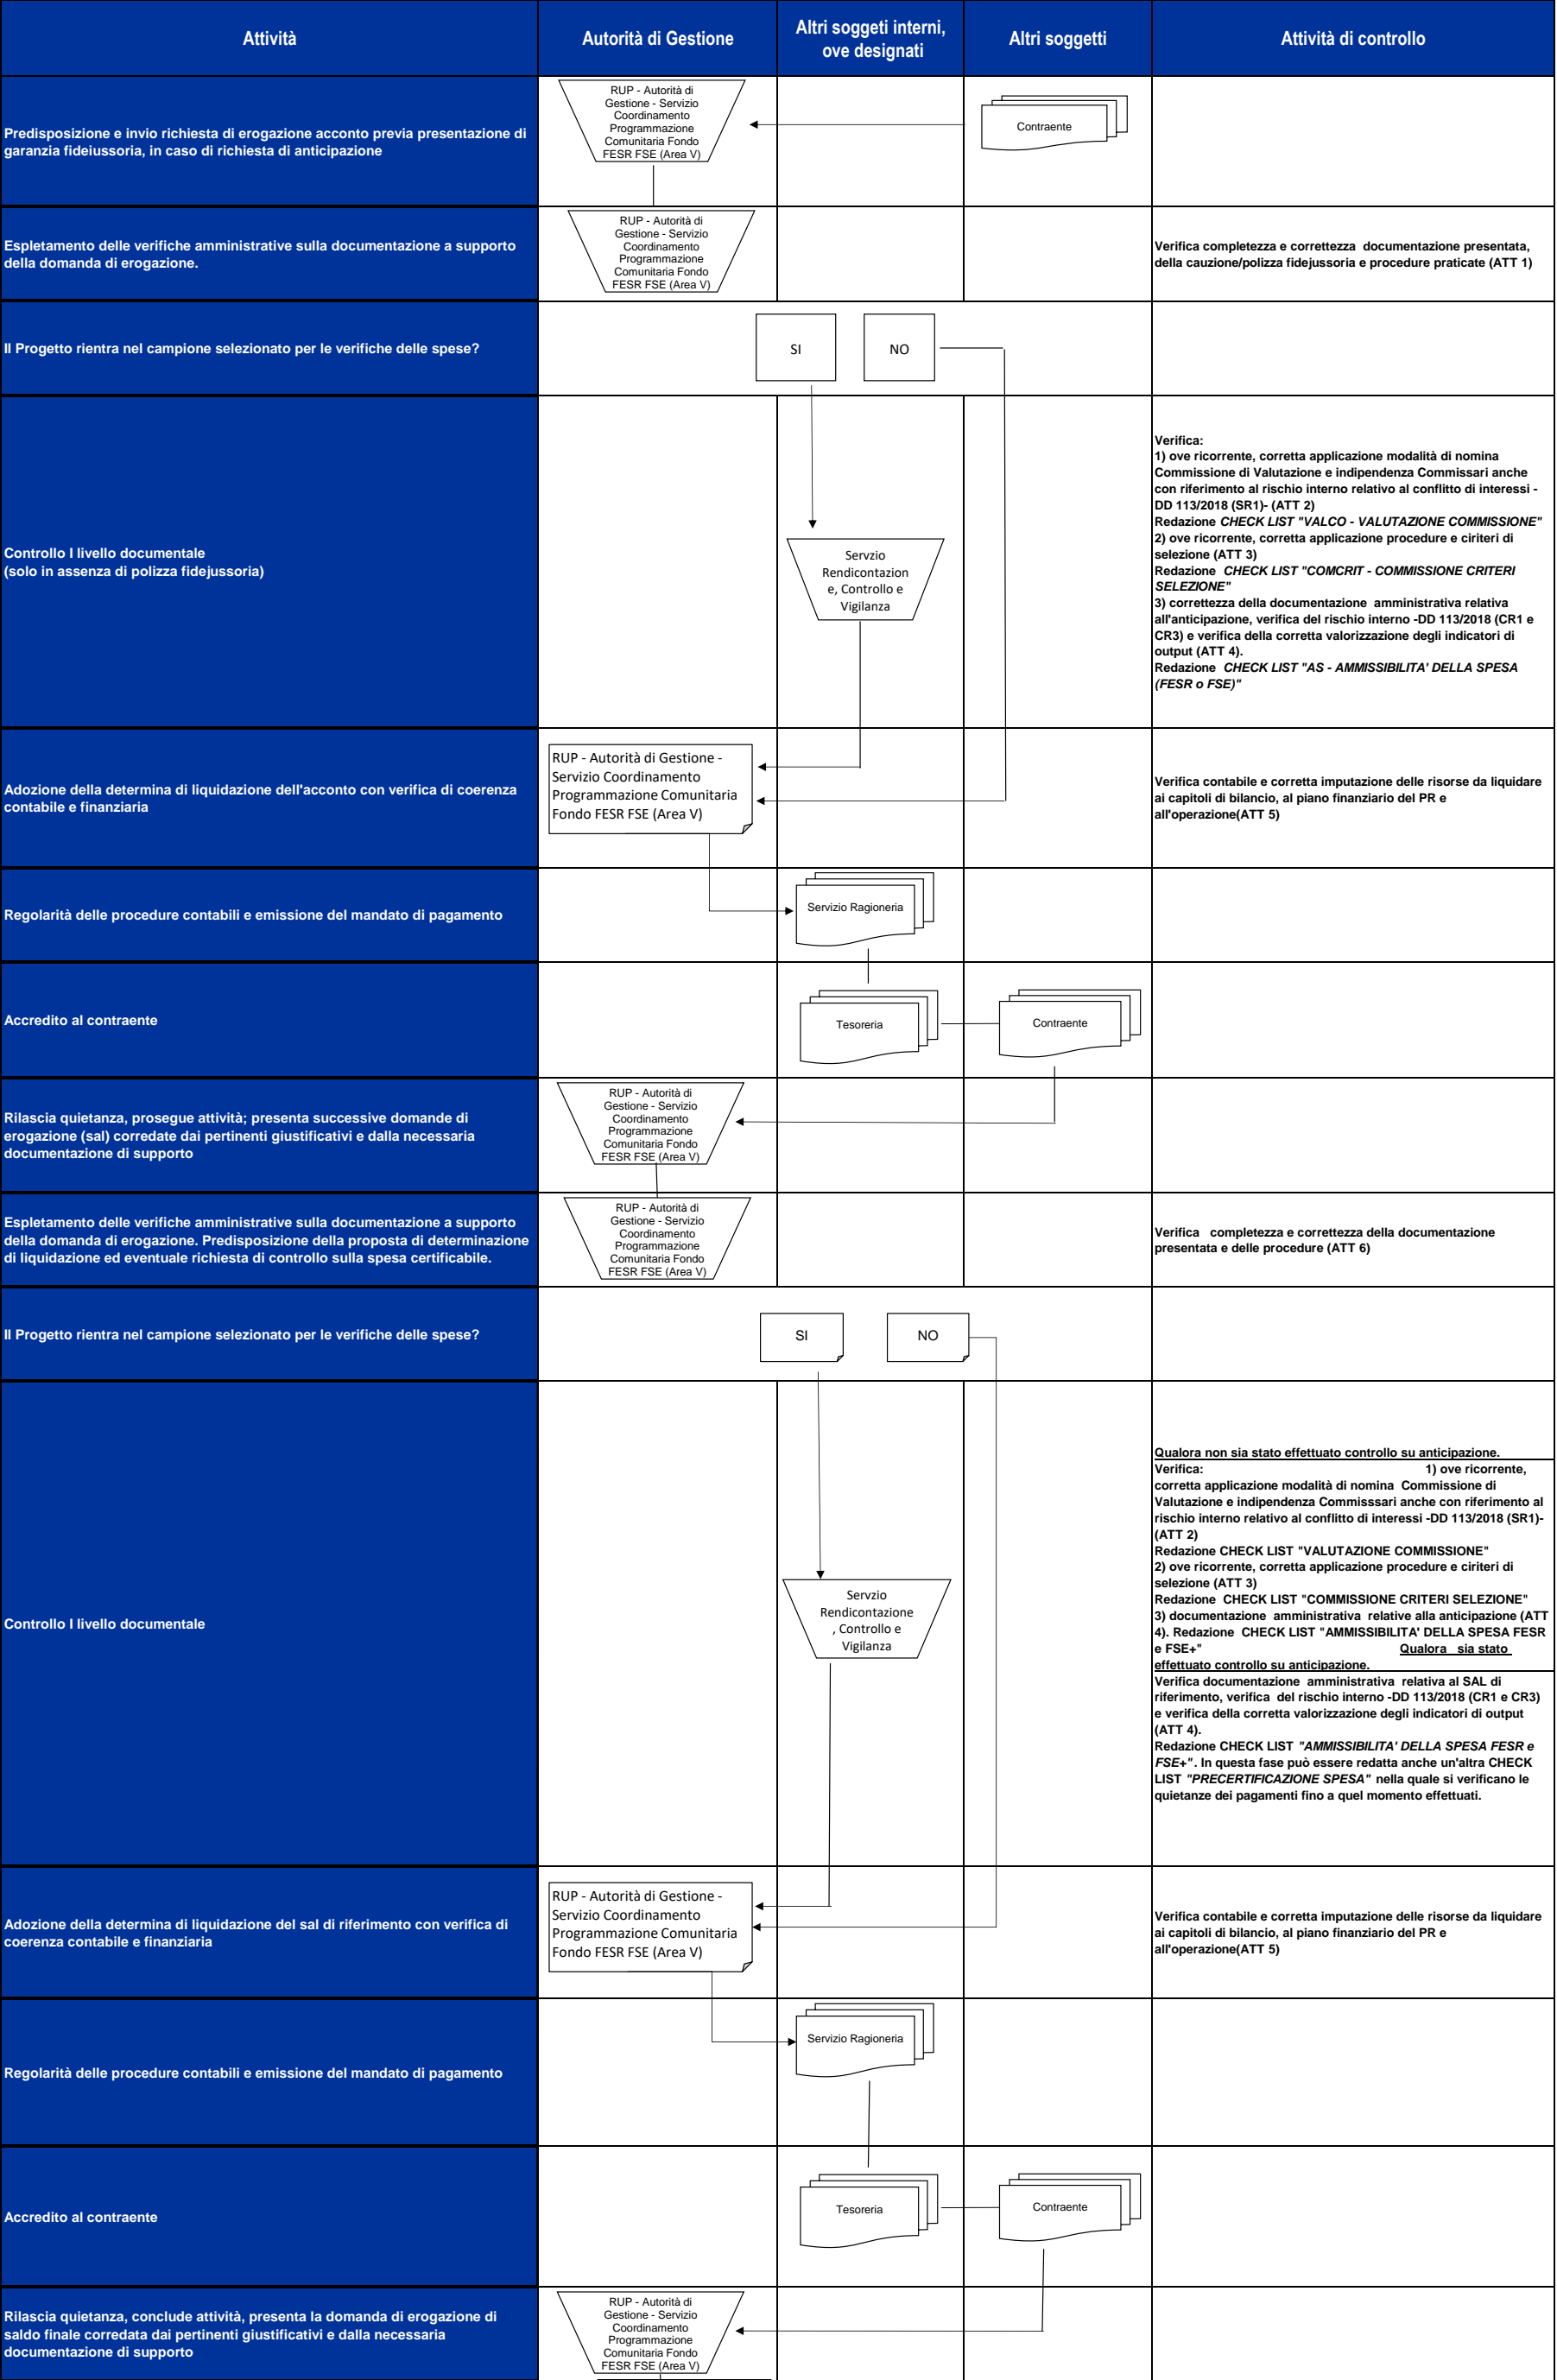 Attività
Autorità di Gestione
Altri soggeti interni,
ove designati
Altri soggetti
Attività di controllo
Predisposizione e invio richiesta di erogazione acconto previa presentazione di
garanzia fideiussoria, in caso di richiesta di anticipazione
RUP - Autorità di
Gestione - Servizio
Coordinamento
Programmazione
Comunitaria Fondo
FESR FSE (Area V)
Contraente
Espletamento delle verifiche amministrative sulla documentazione a supporto
della domanda di erogazione.
RUP - Autorità di
Gestione - Servizio
Coordinamento
Programmazione
Comunitaria Fondo
FESR FSE (Area V)
Verifica completezza e correttezza  documentazione presentata,
della cauzione/polizza fidejussoria e procedure praticate (ATT 1)
Il Progetto rientra nel campione selezionato per le verifiche delle spese?
SI
NO
Controllo I livello documentale
(solo in assenza di polizza fidejussoria)
Servzio
Rendicontazion
e, Controllo e
Vigilanza
Verifica:
1) ove ricorrente, corretta applicazione modalità di nomina
Commissione di Valutazione e indipendenza Commissari anche
con riferimento al rischio interno relativo al conflitto di interessi -
DD 113/2018 (SR1)- (ATT 2)
Redazione CHECK LIST "VALCO - VALUTAZIONE COMMISSIONE"
2) ove ricorrente, corretta applicazione procedure e ciriteri di
selezione (ATT 3)
Redazione  CHECK LIST "COMCRIT - COMMISSIONE CRITERI
SELEZIONE"
3) correttezza della documentazione  amministrativa relativa
all'anticipazione, verifica del rischio interno -DD 113/2018 (CR1 e
CR3) e verifica della corretta valorizzazione degli indicatori di
output (ATT 4).
Redazione  CHECK LIST "AS - AMMISSIBILITA' DELLA SPESA
(FESR o FSE)"
Adozione della determina di liquidazione dell'acconto con verifica di coerenza
contabile e finanziaria
RUP - Autorità di Gestione -
Servizio Coordinamento
Programmazione Comunitaria
Fondo FESR FSE (Area V)
Verifica contabile e corretta imputazione delle risorse da liquidare
ai capitoli di bilancio, al piano finanziario del PR e
all'operazione(ATT 5)
Regolarità delle procedure contabili e emissione del mandato di pagamento
Servizio Ragioneria
Accredito al contraente
Tesoreria
Contraente
Rilascia quietanza, prosegue attività; presenta successive domande di
erogazione (sal) corredate dai pertinenti giustificativi e dalla necessaria
documentazione di supporto
RUP - Autorità di
Gestione - Servizio
Coordinamento
Programmazione
Comunitaria Fondo
FESR FSE (Area V)
Espletamento delle verifiche amministrative sulla documentazione a supporto
della domanda di erogazione. Predisposizione della proposta di determinazione
di liquidazione ed eventuale richiesta di controllo sulla spesa certificabile.
RUP - Autorità di
Gestione - Servizio
Coordinamento
Programmazione
Comunitaria Fondo
FESR FSE (Area V)
Verifica   completezza e correttezza della documentazione
presentata e delle procedure (ATT 6)
Il Progetto rientra nel campione selezionato per le verifiche delle spese?
SI
NO
Controllo I livello documentale
Servzio
Rendicontazione
, Controllo e
Vigilanza
Qualora non sia stato effettuato controllo su anticipazione.
Verifica: 1) ove ricorrente,
corretta applicazione modalità di nomina  Commissione di
Valutazione e indipendenza Commisssari anche con riferimento al
rischio interno relativo al conflitto di interessi -DD 113/2018 (SR1)-
(ATT 2)
Redazione CHECK LIST "VALUTAZIONE COMMISSIONE"
2) ove ricorrente, corretta applicazione procedure e ciriteri di
selezione (ATT 3)
Redazione  CHECK LIST "COMMISSIONE CRITERI SELEZIONE"
3) documentazione  amministrativa  relative alla anticipazione (ATT
4). Redazione  CHECK LIST "AMMISSIBILITA' DELLA SPESA FESR
e FSE+" Qualora   sia stato
effettuato controllo su anticipazione.
Verifica documentazione  amministrativa  relativa al SAL di
riferimento, verifica  del rischio interno -DD 113/2018 (CR1 e CR3)
e verifica della corretta valorizzazione degli indicatori di output
(ATT 4).
Redazione CHECK LIST "AMMISSIBILITA' DELLA SPESA FESR e
FSE+". In questa fase può essere redatta anche un'altra CHECK
LIST "PRECERTIFICAZIONE SPESA" nella quale si verificano le
quietanze dei pagamenti fino a quel momento effettuati.
Adozione della determina di liquidazione del sal di riferimento con verifica di
coerenza contabile e finanziaria
RUP - Autorità di Gestione -
Servizio Coordinamento
Programmazione Comunitaria
Fondo FESR FSE (Area V)
Verifica contabile e corretta imputazione delle risorse da liquidare
ai capitoli di bilancio, al piano finanziario del PR e
all'operazione(ATT 5)
Regolarità delle procedure contabili e emissione del mandato di pagamento
Servizio Ragioneria
Accredito al contraente
Tesoreria
Contraente
Rilascia quietanza, conclude attività, presenta la domanda di erogazione di
saldo finale corredata dai pertinenti giustificativi e dalla necessaria
documentazione di supporto
RUP - Autorità di
Gestione - Servizio
Coordinamento
Programmazione
Comunitaria Fondo
FESR FSE (Area V)